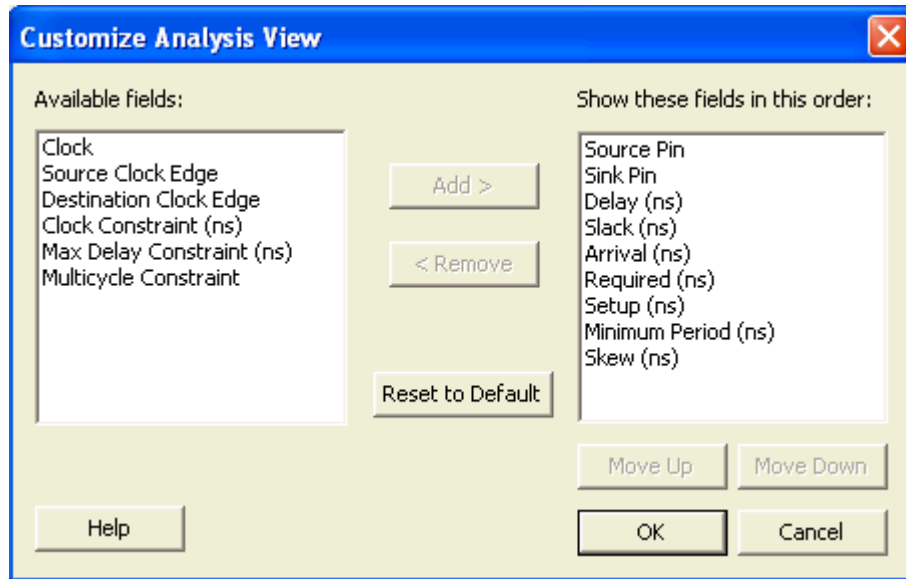 Customize Analysis View
Available fields:
Clock
Source Clock Edge
Destination Clock Edge
Clock Constraint (ns)
Max Delay Constraint (ns)
Multicycle Constraint
Add >
< Remove
Reset to Default
Show these fields in this order:
Source Pin
Sink Pin
Delay (ns)
Slack (ns)
Arrival (ns)
Required (ns)
Setup (ns)
Minimum Period (ns)
Skew (ns)
Move Up
Move Down
Help
OK
Cancel